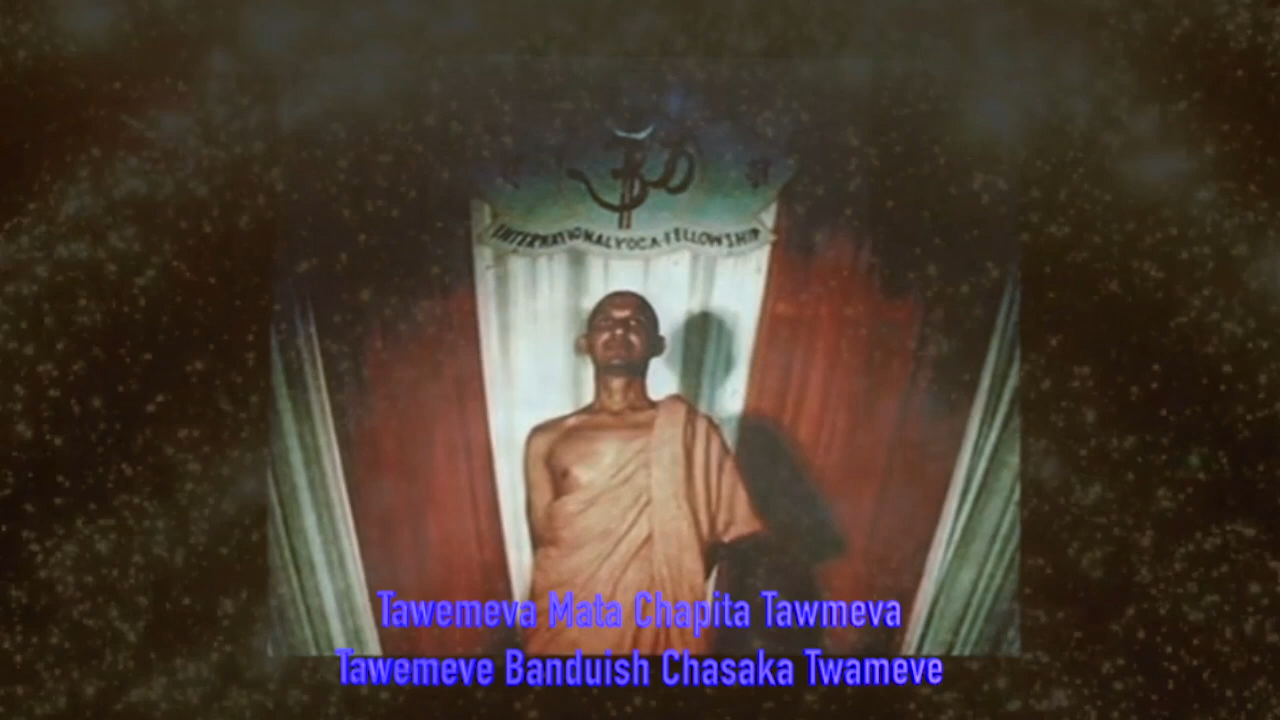 ॐ
INTERNATIONAL YOGA FELLOWSHIP
Tawemeva Mata Chapita Tawmeva
Tawemeve Banduish Chasaka Twameve